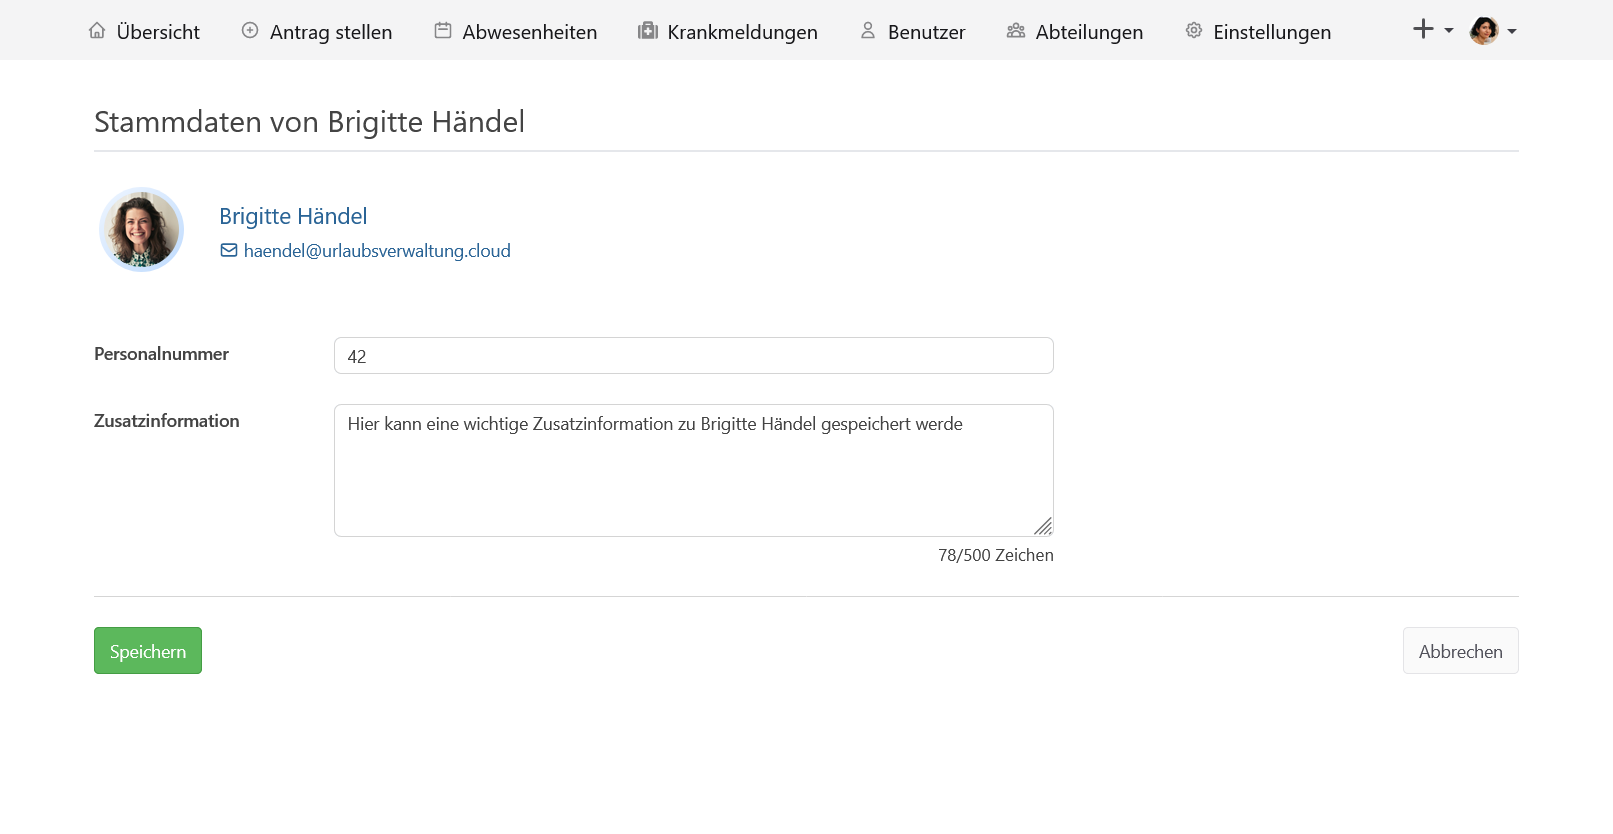 Übersicht Antrag stellen Abwesenheiten Krankmeldungen Benutzer Abteilungen Einstellungen
Stammdaten von Brigitte Händel
Brigitte Händel
haendel@urlaubsverwaltung.cloud
Personalnummer 42
Zusatzinformation Hier kann eine wichtige Zusatzinformation zu Brigitte Händel gespeichert werde
78/500 Zeichen
Speichern Abbrechen